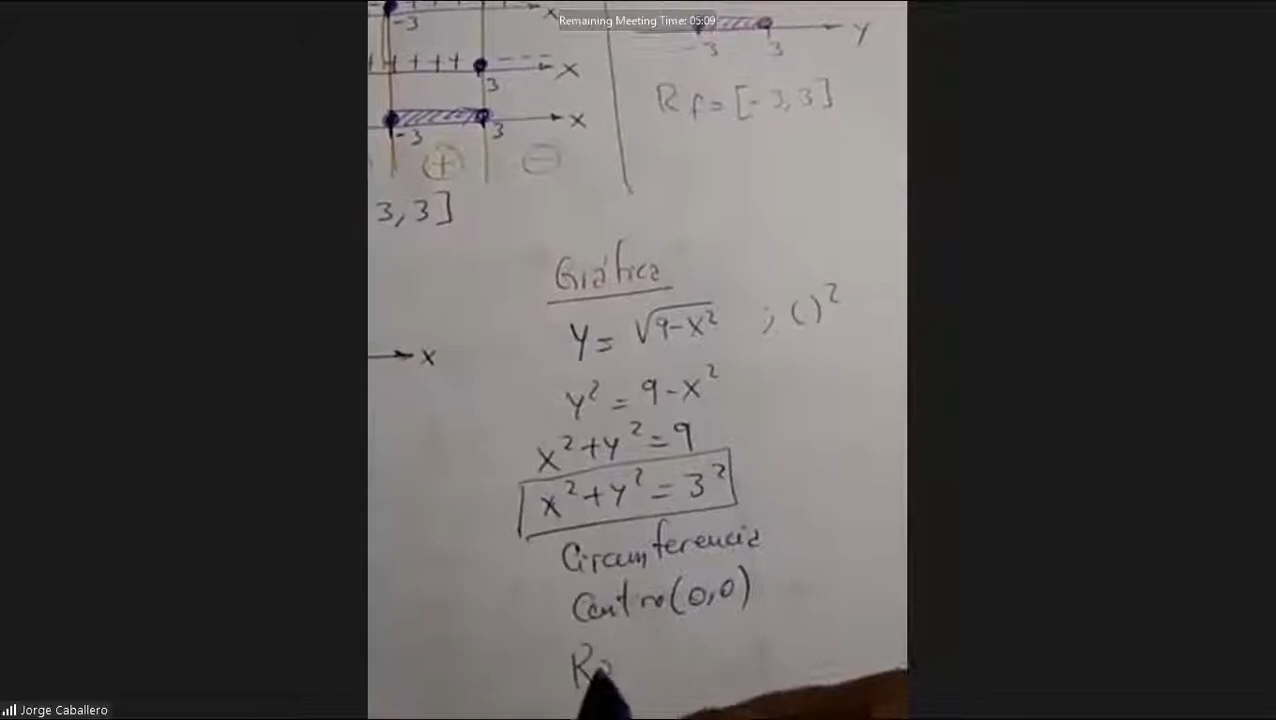 Remaining Meeting Time: 05:09
-3
x
+ + + + + - - -
3
x
-3
3
x
+
-
3,3]
-3
3
y
Rf=[-3,3]
x
Gráfica
y = √9-x² ; ( )²
y² = 9-x²
x²+y²=9
x²+y²=3²
Circunferencia
Centro(0,0)
Ra
Jorge Caballero